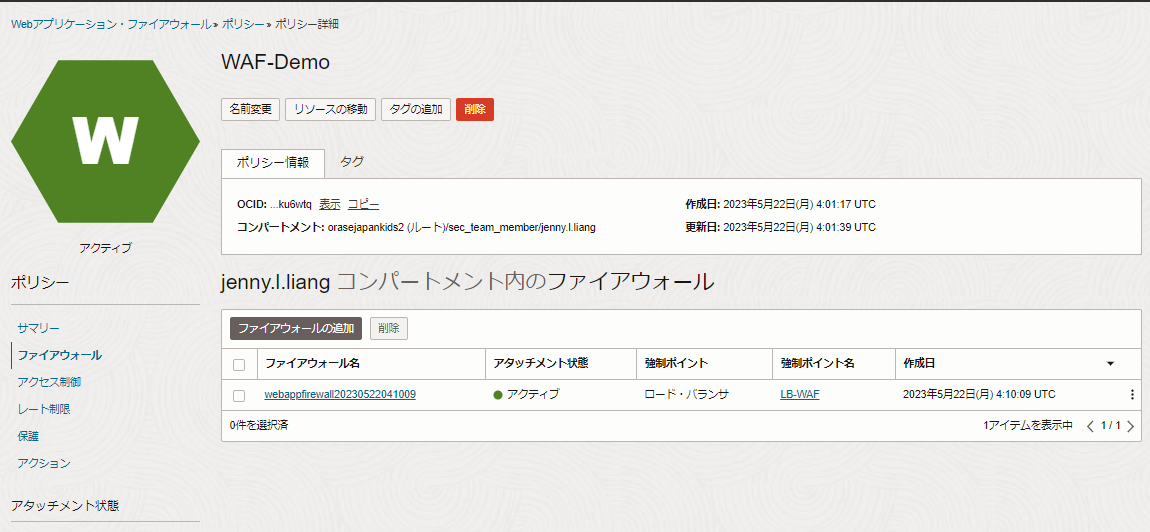 Webアプリケーション・ファイアウォール » ポリシー » ポリシー詳細
W
アクティブ
WAF-Demo
名前変更 リソースの移動 タグの追加 削除
ポリシー情報 タグ
OCID: ...ku6wtq 表示 コピー
コンパートメント: orasejapankids2 (ルート)/sec_team_member/jenny.l.liang
作成日: 2023年5月22日(月) 4:01:17 UTC
更新日: 2023年5月22日(月) 4:01:39 UTC
ポリシー
サマリー
ファイアウォール
アクセス制御
レート制限
保護
アクション
アタッチメント状態
jenny.l.liang コンパートメント内のファイアウォール
ファイアウォールの追加 削除
ファイアウォール名 アタッチメント状態 強制ポイント 強制ポイント名 作成日
webappfirewall20230522041009 アクティブ ロード・バランサ LB-WAF 2023年5月22日(月) 4:10:09 UTC
0件を選択済 1アイテムを表示中 1 / 1